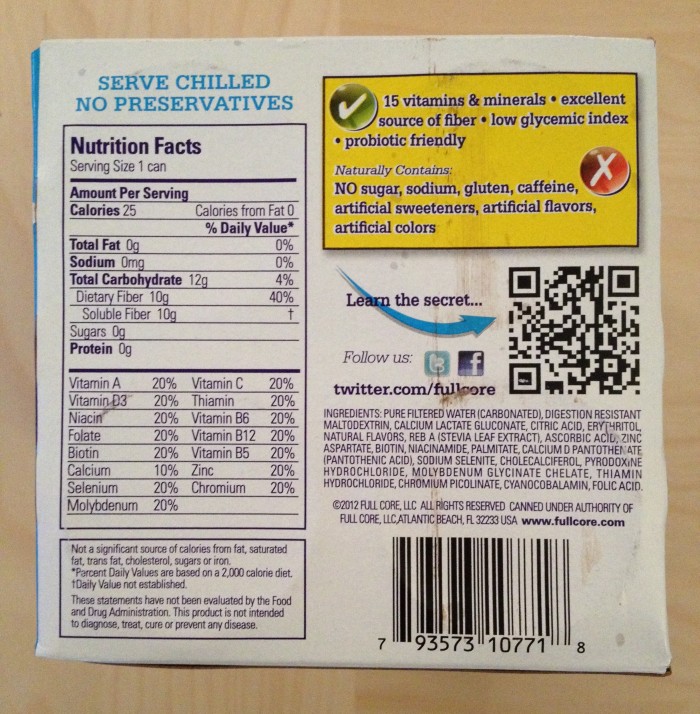 SERVE CHILLED
NO PRESERVATIVES
Nutrition Facts
Serving Size 1 can
Amount Per Serving
Calories 25 Calories from Fat 0
% Daily Value*
Total Fat 0g 0%
Sodium 0mg 0%
Total Carbohydrate 12g 4%
Dietary Fiber 10g 40%
Soluble Fiber 10g †
Sugars 0g
Protein 0g
Vitamin A 20% Vitamin C 20%
Vitamin D3 20% Thiamin 20%
Niacin 20% Vitamin B6 20%
Folate 20% Vitamin B12 20%
Biotin 20% Vitamin B5 20%
Calcium 10% Zinc 20%
Selenium 20% Chromium 20%
Molybdenum 20%
Not a significant source of calories from fat, saturated
fat, trans fat, cholesterol, sugars or iron.
*Percent Daily Values are based on a 2,000 calorie diet.
†Daily Value not established.
These statements have not been evaluated by the Food
and Drug Administration. This product is not intended
to diagnose, treat, cure or prevent any disease.
15 vitamins & minerals • excellent
source of fiber • low glycemic index
• probiotic friendly
Naturally Contains:
NO sugar, sodium, gluten, caffeine,
artificial sweeteners, artificial flavors,
artificial colors
Learn the secret...
Follow us: t f
twitter.com/fullcore
INGREDIENTS: PURE FILTERED WATER (CARBONATED), DIGESTION RESISTANT
MALTODEXTRIN, CALCIUM LACTATE GLUCONATE, CITRIC ACID, ERYTHRITOL,
NATURAL FLAVORS, REB A (STEVIA LEAF EXTRACT), ASCORBIC ACID, ZINC
ASPARTATE, BIOTIN, NIACINAMIDE, PALMITATE, CALCIUM D PANTOTHENATE
(PANTOTHENIC ACID), SODIUM SELENITE, CHOLECALCIFEROL, PYRODOXINE
HYDROCHLORIDE, MOLYBDENUM GLYCINATE CHELATE, THIAMIN
HYDROCHLORIDE, CHROMIUM PICOLINATE, CYANOCOBALAMIN, FOLIC ACID.
©2012 FULL CORE, LLC ALL RIGHTS RESERVED CANNED UNDER AUTHORITY OF
FULL CORE, LLC,ATLANTIC BEACH, FL 32233 USA www.fullcore.com
7 93573 10771 8